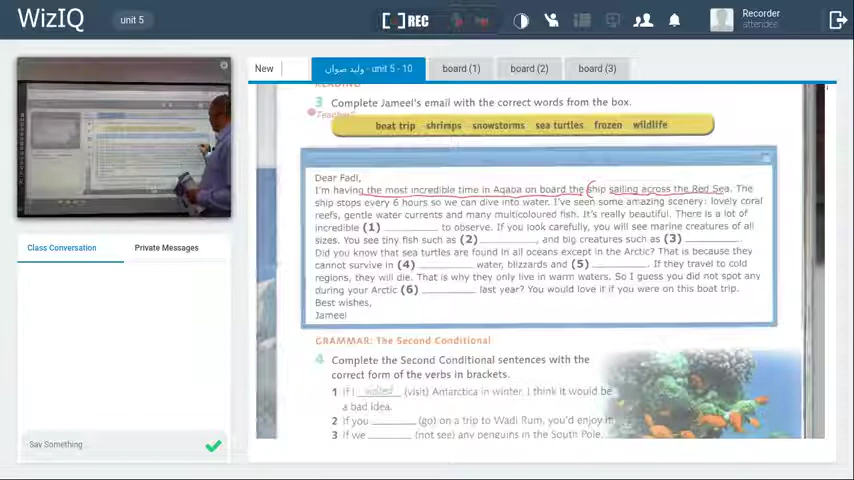 WizIQ
unit 5
[ ] REC
Recorder
attendee
New
وليد صوان - unit 5 - 10
board (1)
board (2)
board (3)
READING
3 Complete Jameel's email with the correct words from the box.
Teacher
boat trip shrimps snowstorms sea turtles frozen wildlife
Dear Fadi,
I'm having the most incredible time in Aqaba on board the ship sailing across the Red Sea. The
ship stops every 6 hours so we can dive into water. I've seen some amazing scenery: lovely coral
reefs, gentle water currents and many multicoloured fish. It's really beautiful. There is a lot of
incredible (1) ________ to observe. If you look carefully, you will see marine creatures of all
sizes. You see tiny fish such as (2) ________, and big creatures such as (3) ________.
Did you know that sea turtles are found in all oceans except in the Arctic? That is because they
cannot survive in (4) ________ water, blizzards and (5) ________. If they travel to cold
regions, they will die. That is why they only live in warm waters. So I guess you did not spot any
during your Arctic (6) ________ last year? You would love it if you were on this boat trip.
Best wishes,
Jameel
GRAMMAR: The Second Conditional
4 Complete the Second Conditional sentences with the
correct form of the verbs in brackets.
1 If I visited (visit) Antarctica in winter, I think it would be
a bad idea.
2 If you ________ (go) on a trip to Wadi Rum, you'd enjoy it.
3 If we ________ (not see) any penguins in the South Pole,
Class Conversation
Private Messages
Say Something